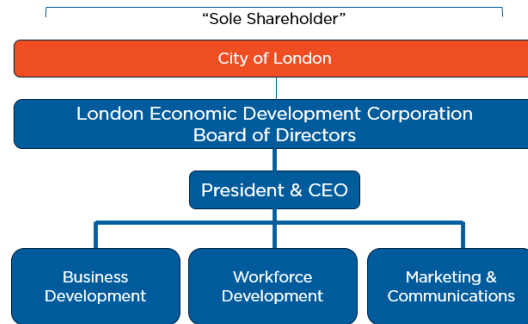 “Sole Shareholder”
City of London
London Economic Development Corporation
Board of Directors
President & CEO
Business
Development
Workforce
Development
Marketing &
Communications